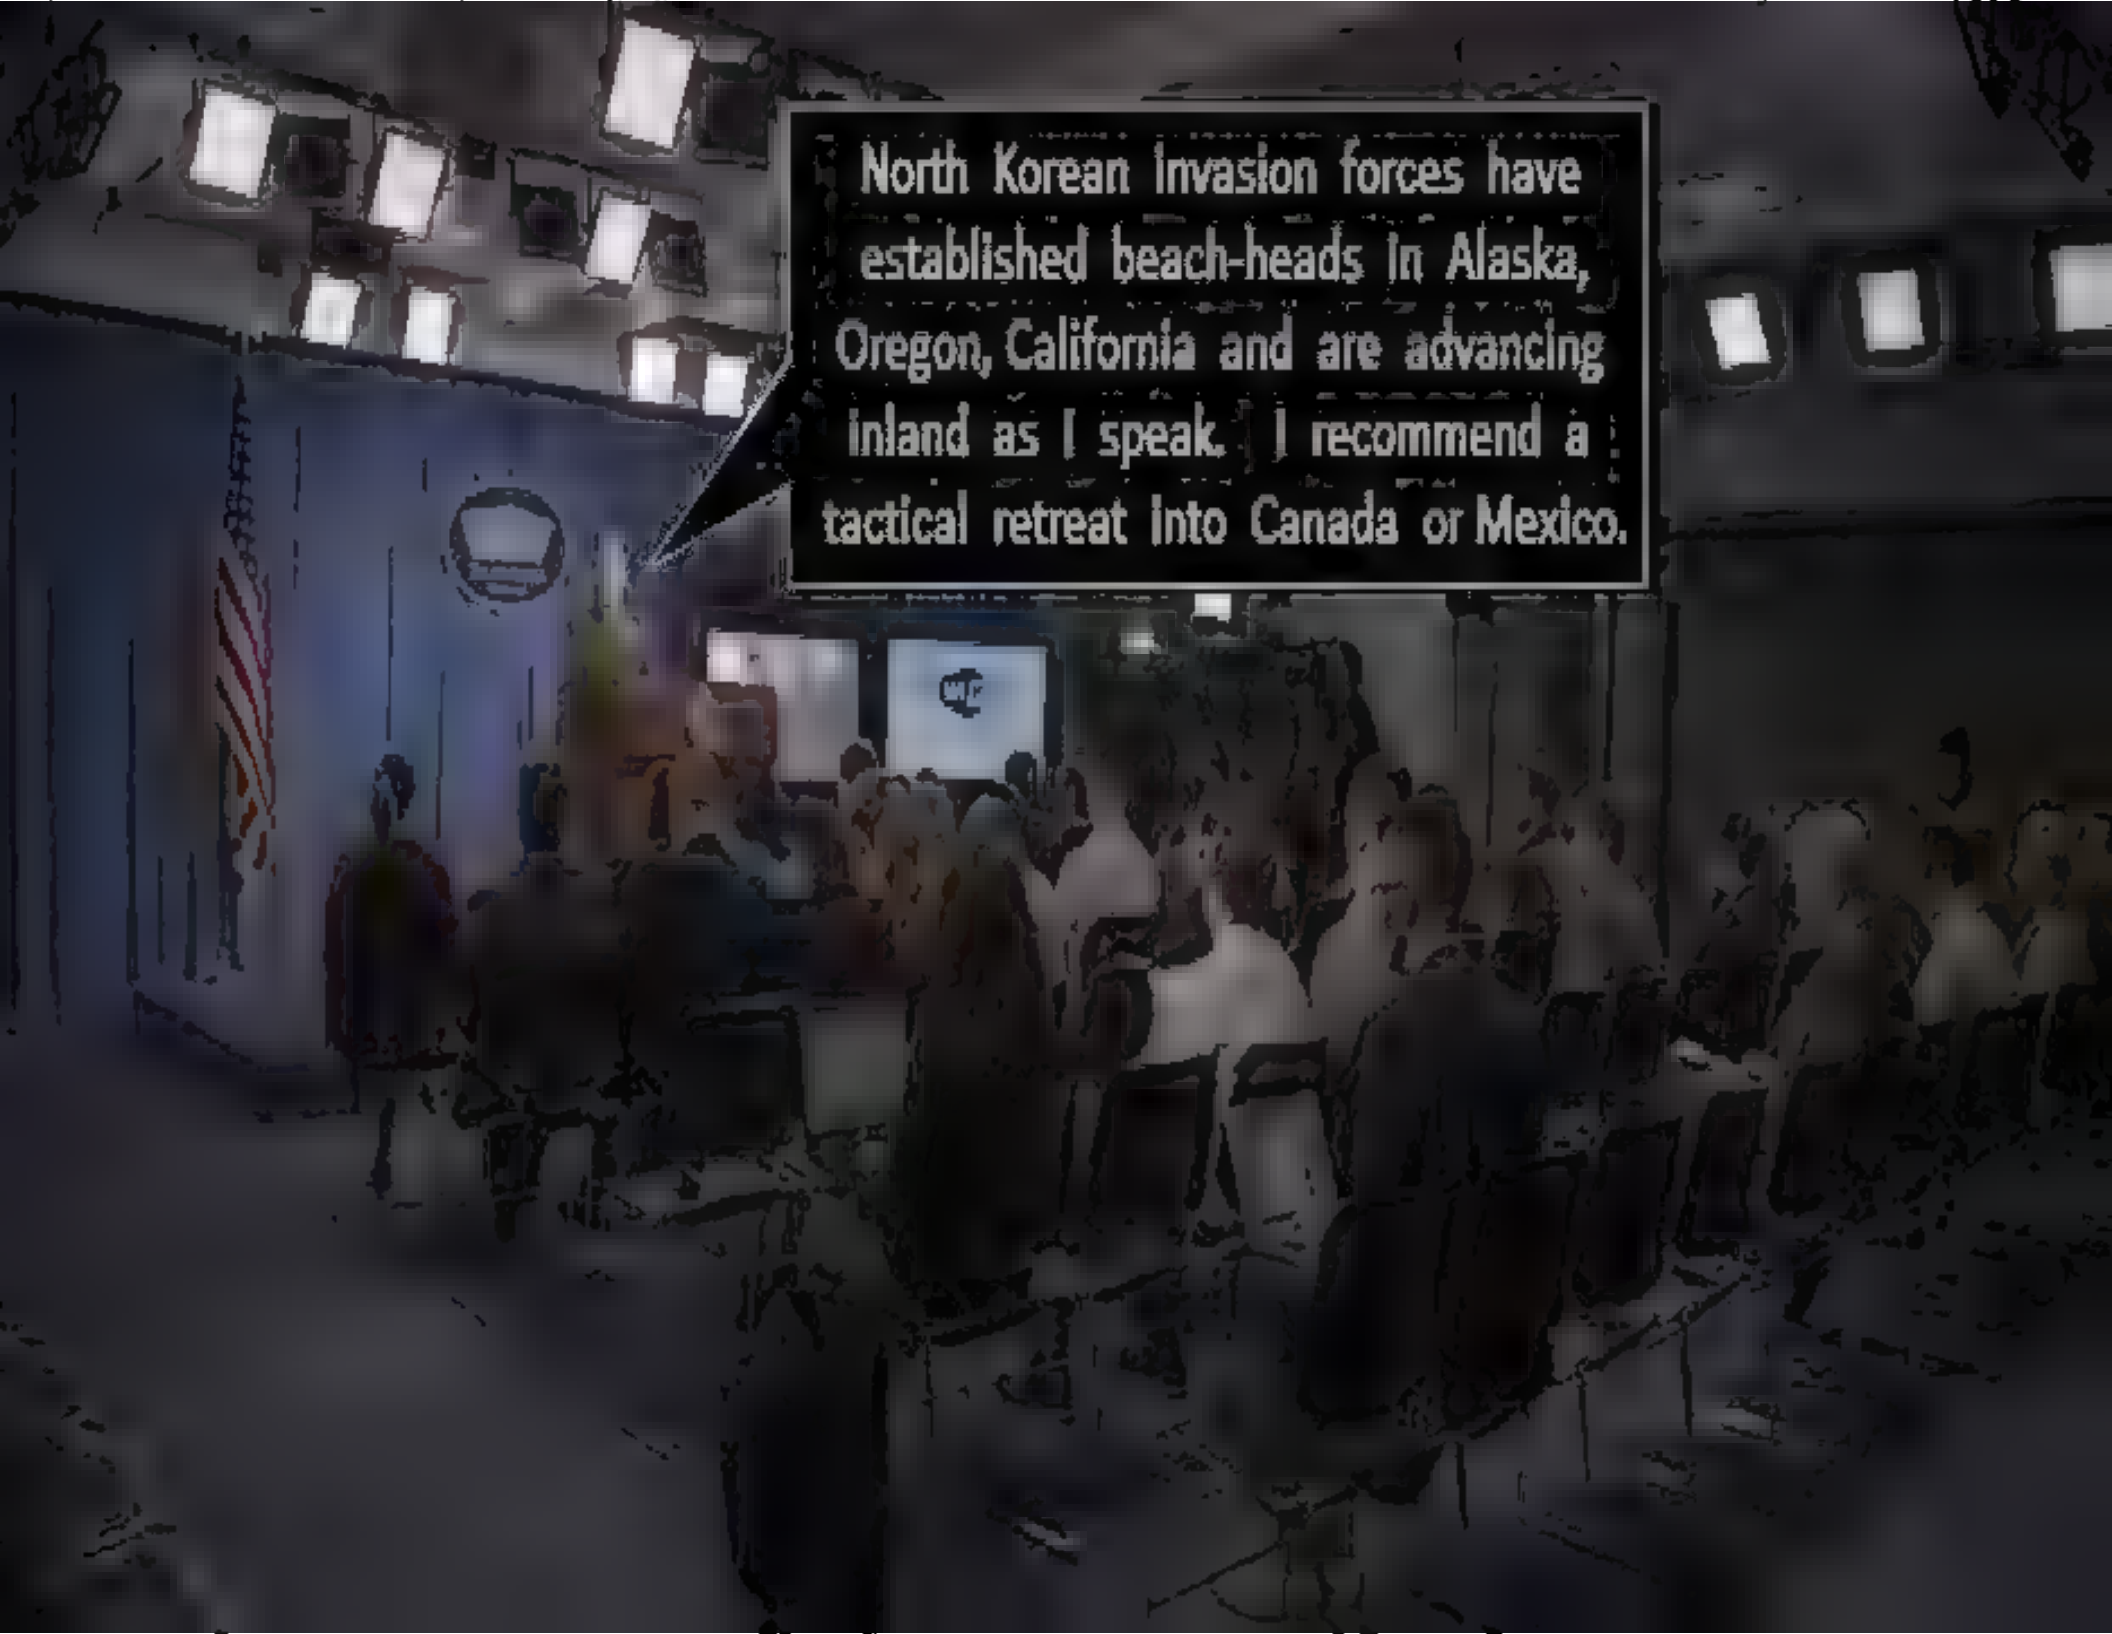 North Korean invasion forces have
established beach-heads in Alaska,
Oregon, California and are advancing
inland as I speak. I recommend a
tactical retreat into Canada or Mexico.